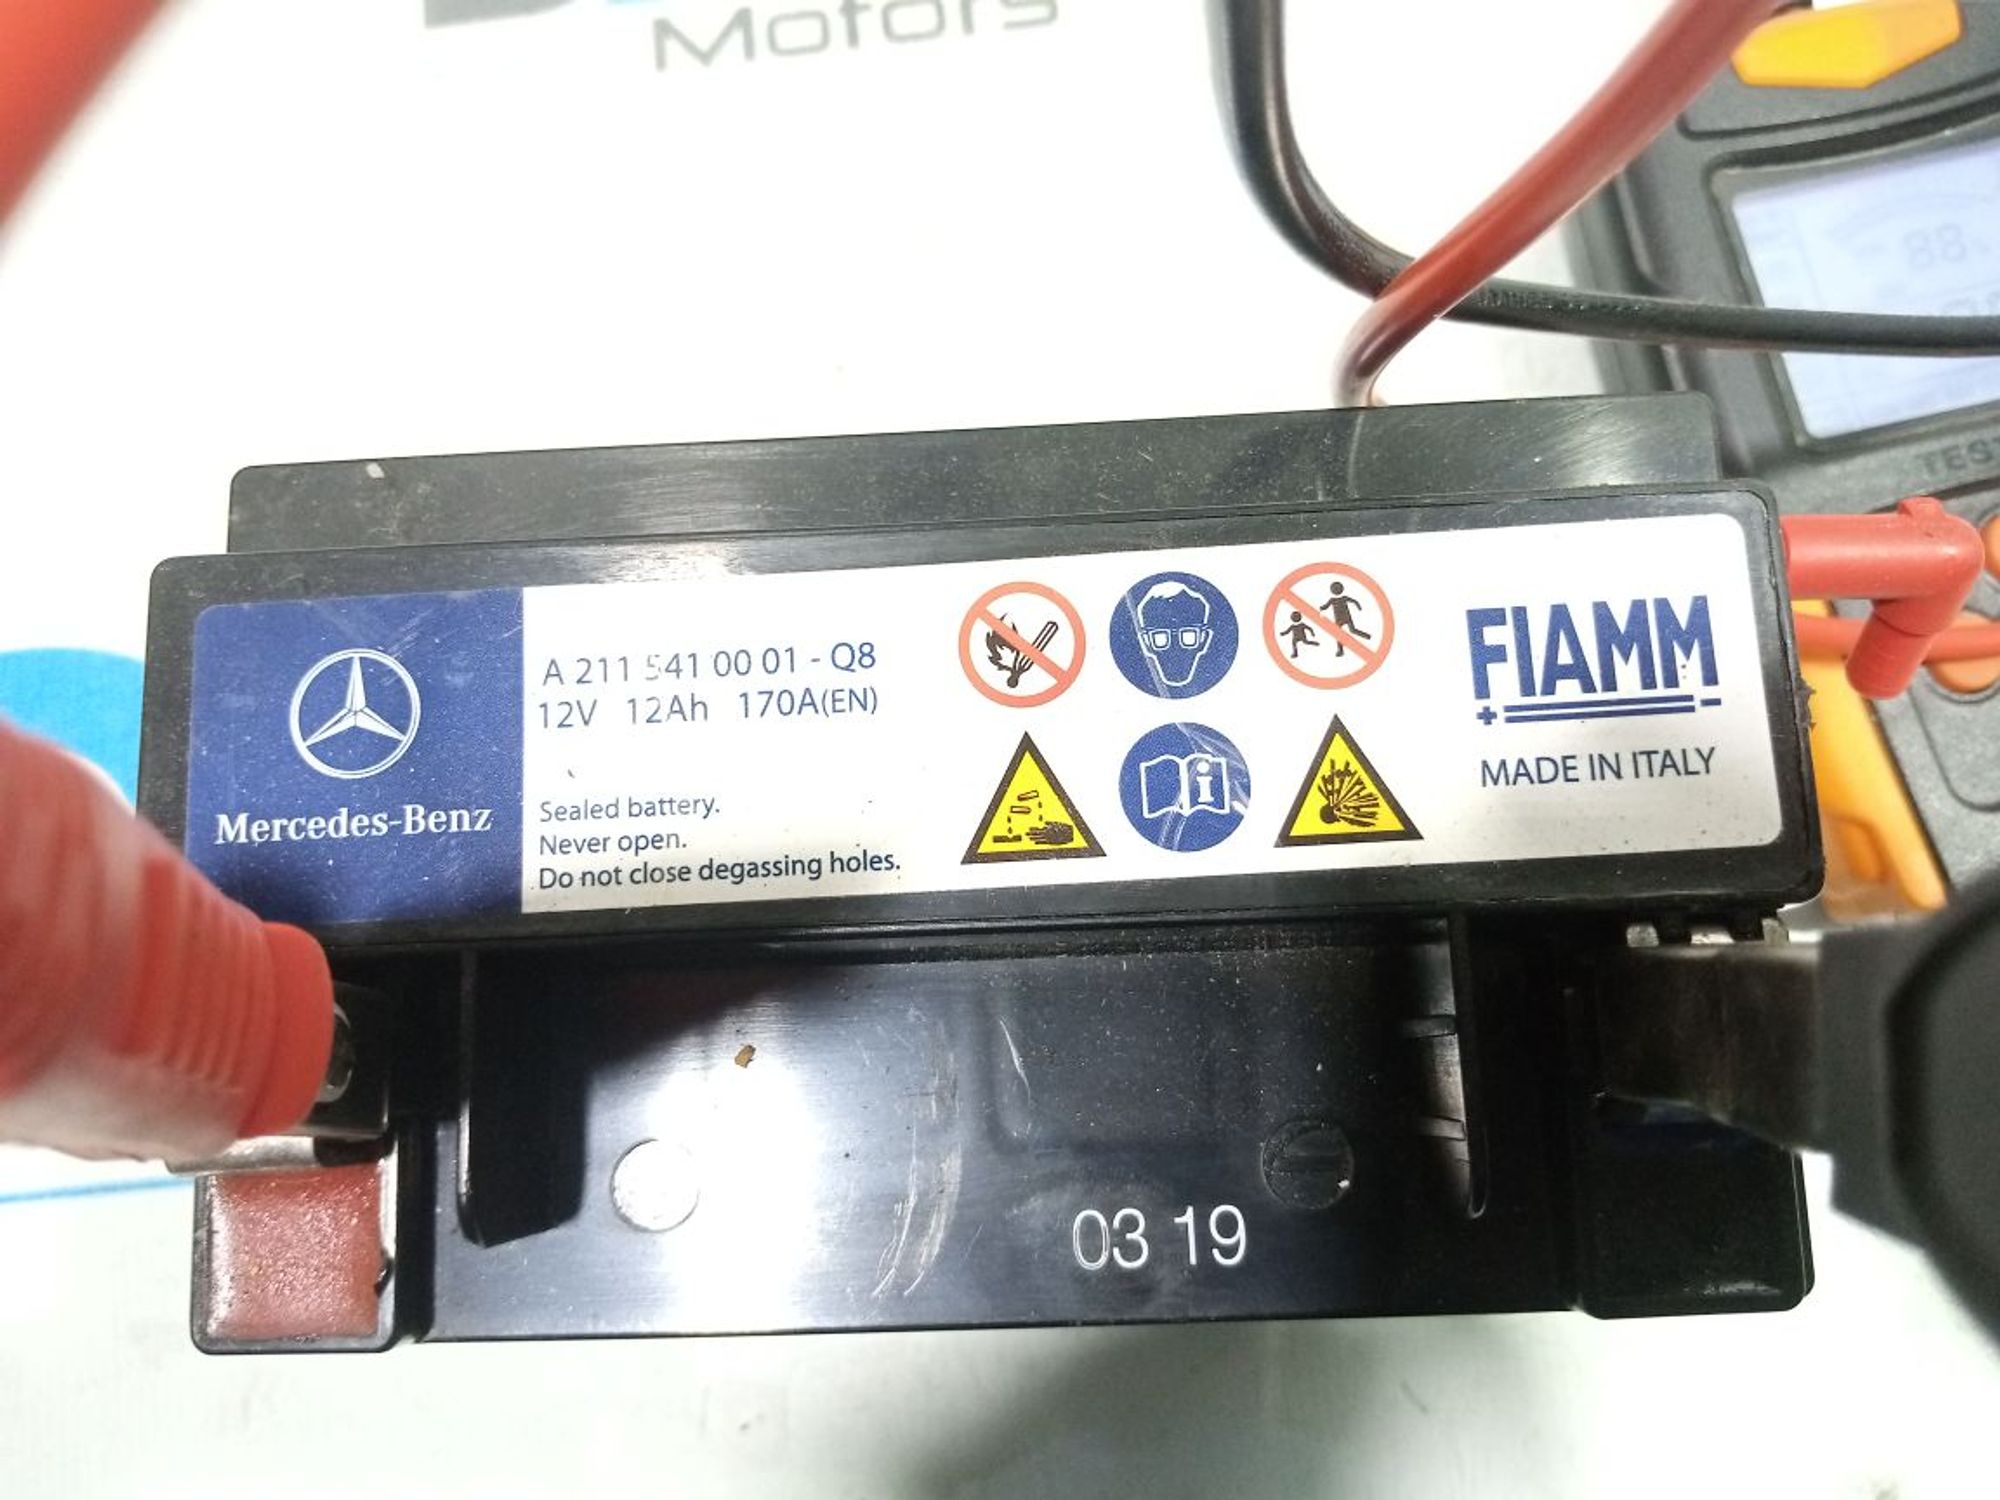 Motors
A 211 541 00 01 - Q8
12V 12Ah 170A(EN)
Sealed battery.
Never open.
Do not close degassing holes.
Mercedes-Benz
FIAMM
MADE IN ITALY
03 19